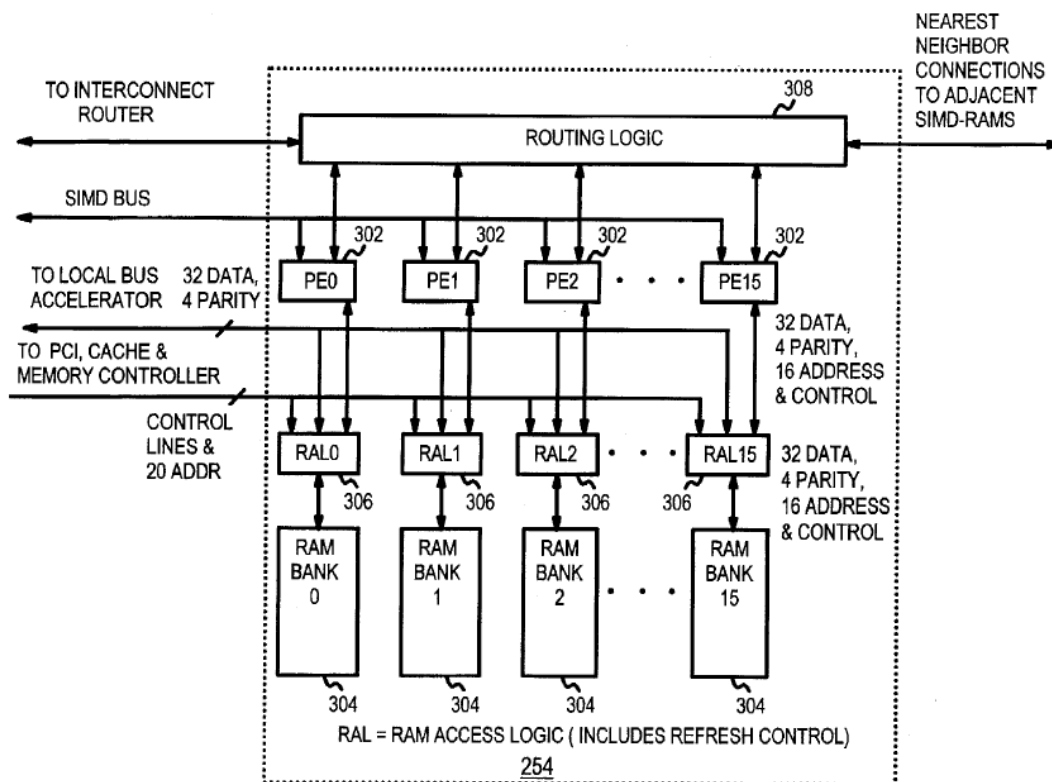 NEAREST
NEIGHBOR
CONNECTIONS
TO ADJACENT
SIMD-RAMS
TO INTERCONNECT
ROUTER
308
ROUTING LOGIC
SIMD BUS
302
302
302
302
PE0
PE1
PE2
PE15
TO LOCAL BUS
ACCELERATOR
32 DATA,
4 PARITY
32 DATA,
4 PARITY,
16 ADDRESS
& CONTROL
TO PCI, CACHE &
MEMORY CONTROLLER
CONTROL
LINES &
20 ADDR
RAL0
RAL1
RAL2
RAL15
306
306
306
306
32 DATA,
4 PARITY,
16 ADDRESS
& CONTROL
RAM
BANK
0
RAM
BANK
1
RAM
BANK
2
RAM
BANK
15
304
304
304
304
RAL = RAM ACCESS LOGIC ( INCLUDES REFRESH CONTROL)
254